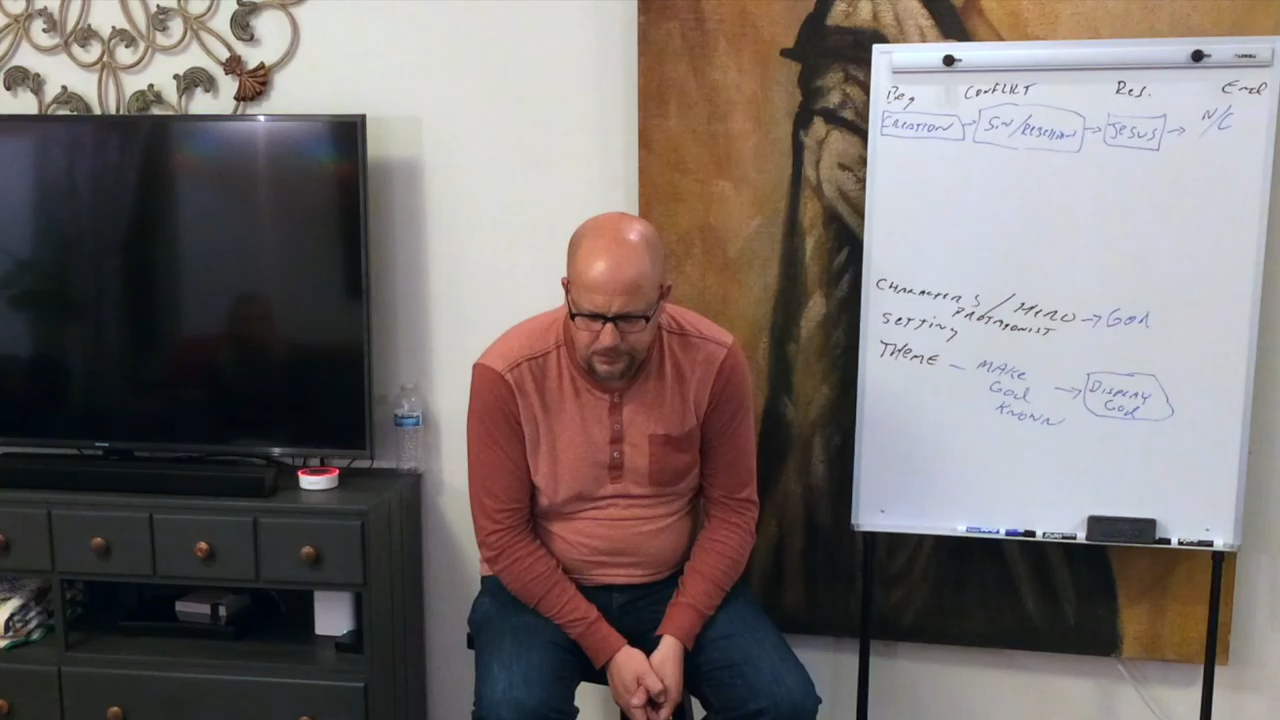 Beg CONFLICT Res. End
CREATION → SIN/REBELLION → JESUS → N/C
CHARACTERS / HERO → GOD
PROTAGONIST
SETTING
THEME – MAKE
GOD
KNOWN → DISPLAY
GOD